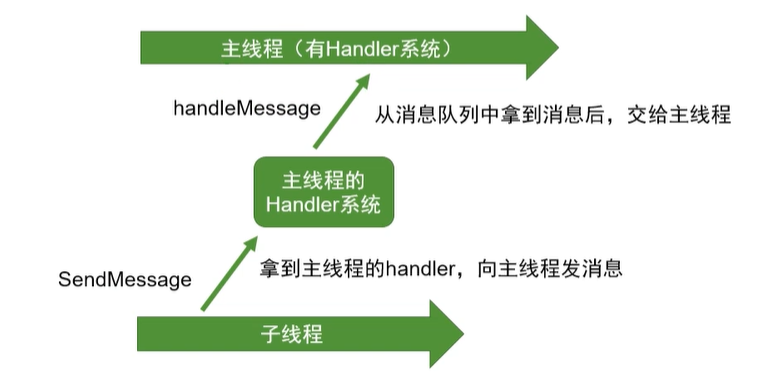 主线程（有Handler系统）
handleMessage
从消息队列中拿到消息后，交给主线程
主线程的
Handler系统
SendMessage
拿到主线程的handler，向主线程发消息
子线程